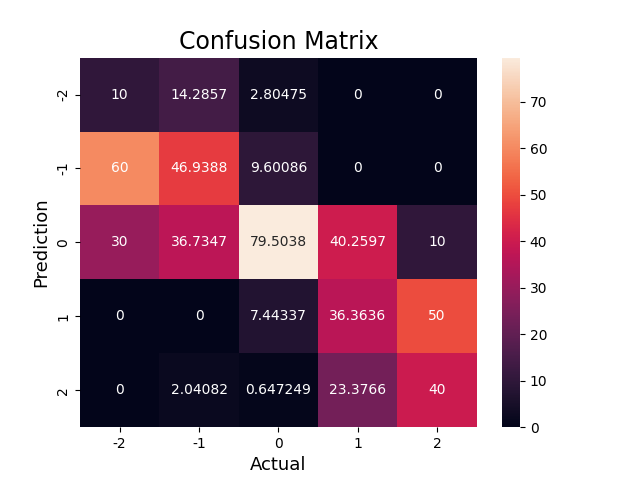 Confusion Matrix
-2 10 14.2857 2.80475 0 0
-1 60 46.9388 9.60086 0 0
0 30 36.7347 79.5038 40.2597 10
1 0 0 7.44337 36.3636 50
2 0 2.04082 0.647249 23.3766 40
-2 -1 0 1 2
Prediction
Actual
70
60
50
40
30
20
10
0